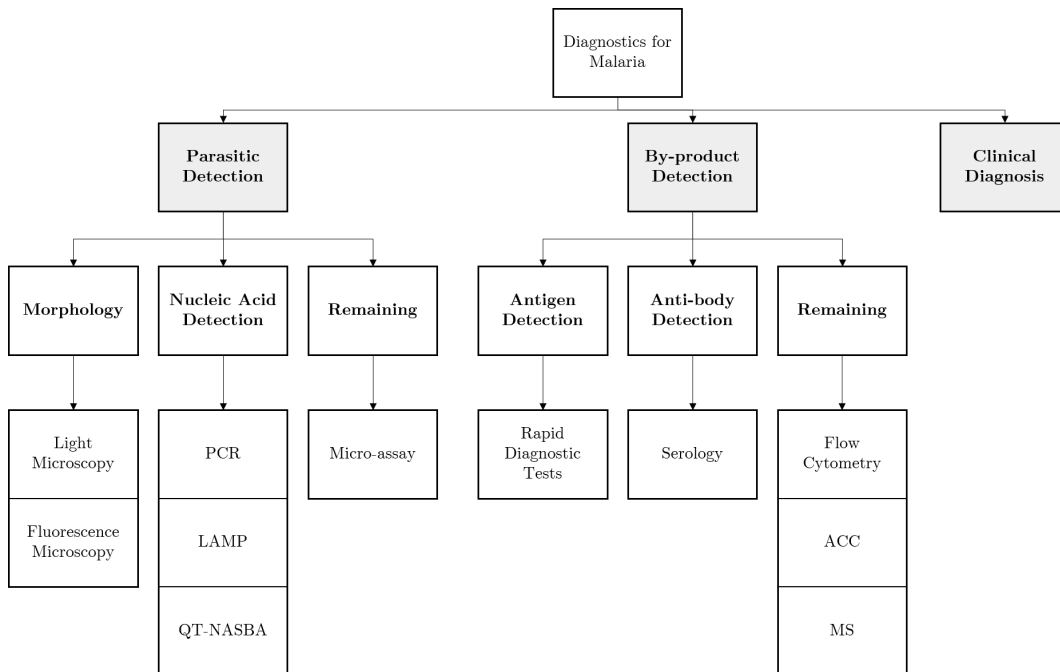 Diagnostics for
Malaria
Parasitic
Detection
By-product
Detection
Clinical
Diagnosis
Morphology
Nucleic Acid
Detection
Remaining
Antigen
Detection
Anti-body
Detection
Remaining
Light
Microscopy
PCR
Micro-assay
Rapid
Diagnostic
Tests
Serology
Flow
Cytometry
Fluorescence
Microscopy
LAMP
ACC
QT-NASBA
MS